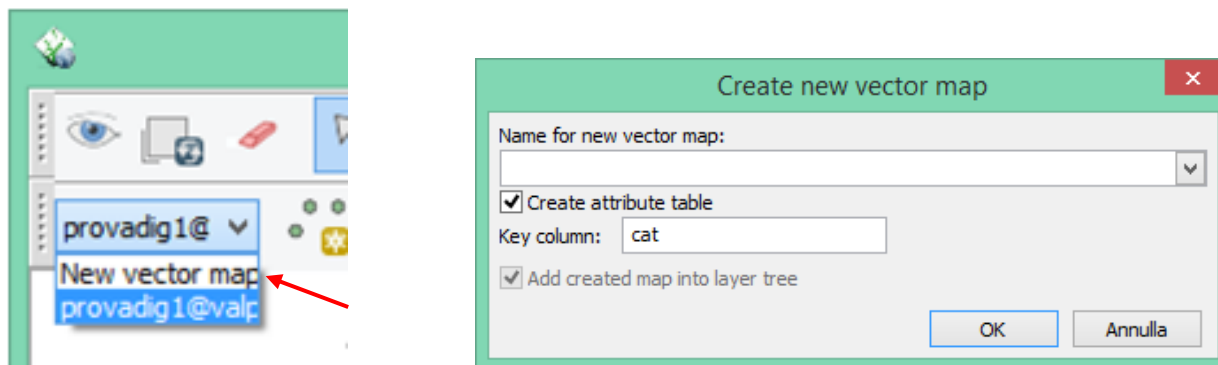 provadig1@
New vector map
provadig1@valp
Create new vector map
Name for new vector map:
Create attribute table
Key column: cat
Add created map into layer tree
OK Annulla